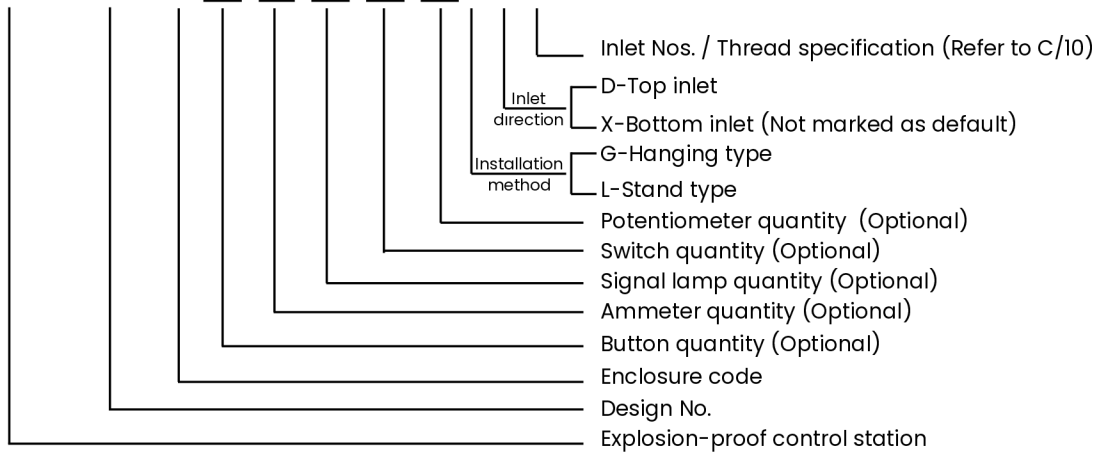 Inlet Nos. / Thread specification (Refer to C/10)
Inlet
direction
D-Top inlet
X-Bottom inlet (Not marked as default)
Installation
method
G-Hanging type
L-Stand type
Potentiometer quantity (Optional)
Switch quantity (Optional)
Signal lamp quantity (Optional)
Ammeter quantity (Optional)
Button quantity (Optional)
Enclosure code
Design No.
Explosion-proof control station